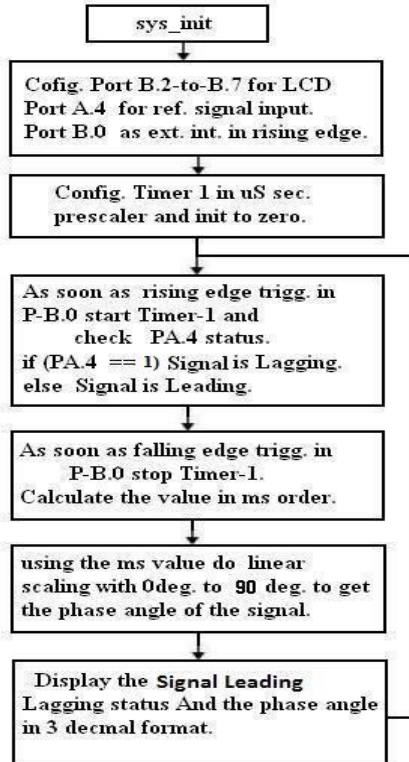 sys_init
Cofig. Port B.2-to-B.7 for LCD
Port A.4 for ref. signal input.
Port B.0 as ext. int. in rising edge.
Config. Timer 1 in uS sec.
prescaler and init to zero.
As soon as rising edge trigg. in
P-B.0 start Timer-1 and
check PA.4 status.
if (PA.4 == 1) Signal is Lagging.
else Signal is Leading.
As soon as falling edge trigg. in
P-B.0 stop Timer-1.
Calculate the value in ms order.
using the ms value do linear
scaling with 0deg. to 90 deg. to get
the phase angle of the signal.
Display the Signal Leading
Lagging status And the phase angle
in 3 decmal format.